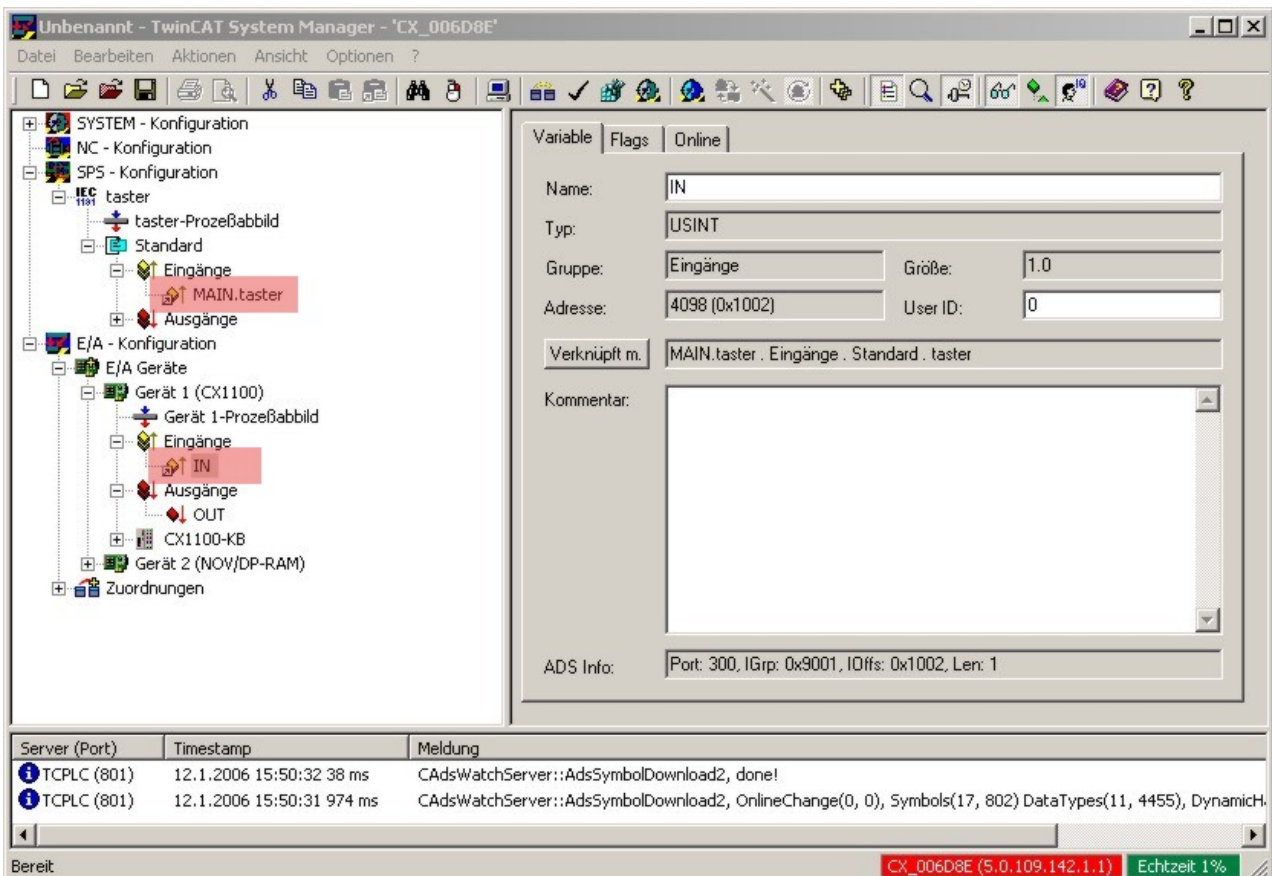 Unbenannt - TwinCAT System Manager - 'CX_006D8E'
Datei Bearbeiten Aktionen Ansicht Optionen ?
SYSTEM - Konfiguration
NC - Konfiguration
SPS - Konfiguration
IEC 1131 taster
taster-Prozeßabbild
Standard
Eingänge
MAIN.taster
Ausgänge
E/A - Konfiguration
E/A Geräte
Gerät 1 (CX1100)
Gerät 1-Prozeßabbild
Eingänge
IN
Ausgänge
OUT
CX1100-KB
Gerät 2 (NOV/DP-RAM)
Zuordnungen
Variable Flags Online
Name: IN
Typ: USINT
Gruppe: Eingänge Größe: 1.0
Adresse: 4098 (0x1002) User ID: 0
Verknüpft m. MAIN.taster . Eingänge . Standard . taster
Kommentar:
ADS Info: Port: 300, IGrp: 0x9001, IOffs: 0x1002, Len: 1
Server (Port) Timestamp Meldung
TCPLC (801) 12.1.2006 15:50:32 38 ms CAdsWatchServer::AdsSymbolDownload2, done!
TCPLC (801) 12.1.2006 15:50:31 974 ms CAdsWatchServer::AdsSymbolDownload2, OnlineChange(0, 0), Symbols(17, 802) DataTypes(11, 4455), DynamicH
Bereit CX_006D8E (5.0.109.142.1.1) Echtzeit 1%